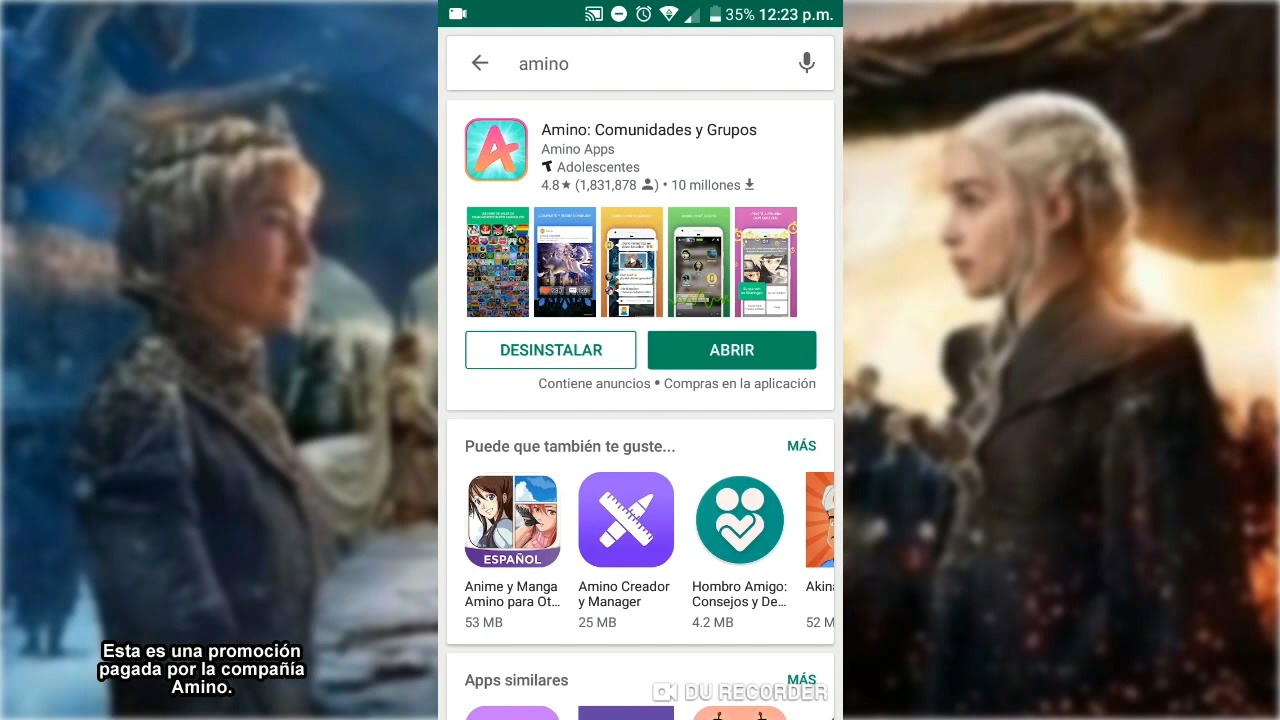 35% 12:23 p.m.
amino
Amino: Comunidades y Grupos
Amino Apps
Adolescentes
4.8★ (1,831,878 ) • 10 millones
DESINSTALAR
ABRIR
Contiene anuncios • Compras en la aplicación
Puede que también te guste...
MÁS
ESPAÑOL
Anime y Manga
Amino para Ot...
53 MB
Amino Creador
y Manager
25 MB
Hombro Amigo:
Consejos y De...
4.2 MB
Akin
52 M
Apps similares
MÁS
DU RECORDER
Esta es una promoción
pagada por la compañía
Amino.